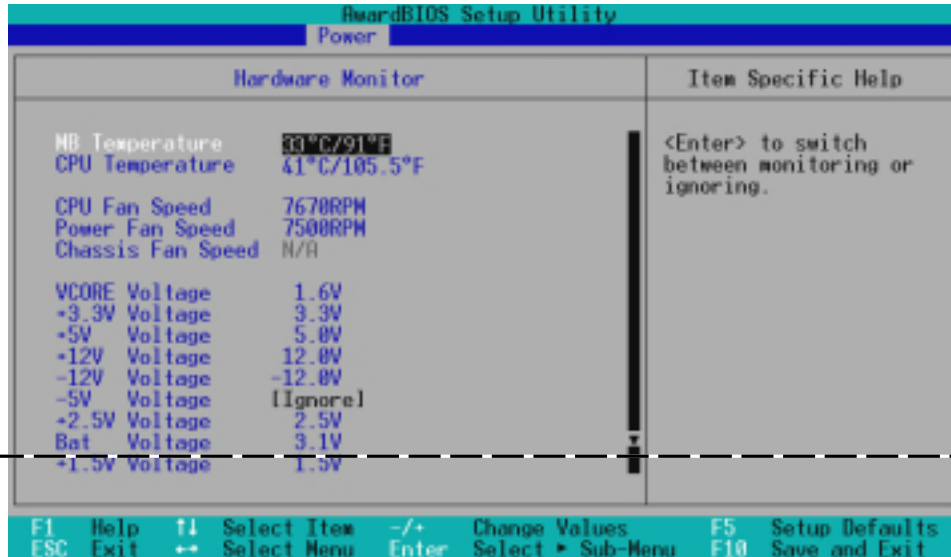 AwardBIOS Setup Utility
Power
Hardware Monitor
Item Specific Help
MB Temperature 33°C/91°F
CPU Temperature 41°C/105.5°F
CPU Fan Speed 7670RPM
Power Fan Speed 7500RPM
Chassis Fan Speed N/A
VCORE Voltage 1.6V
+3.3V Voltage 3.3V
+5V Voltage 5.0V
+12V Voltage 12.0V
-12V Voltage -12.0V
-5V Voltage [Ignore]
+2.5V Voltage 2.5V
Bat Voltage 3.1V
+1.5V Voltage 1.5V
<Enter> to switch
between monitoring or
ignoring.
F1 Help ↑↓ Select Item -/+ Change Values F5 Setup Defaults
ESC Exit ↔ Select Menu Enter Select ► Sub-Menu F10 Save and Exit